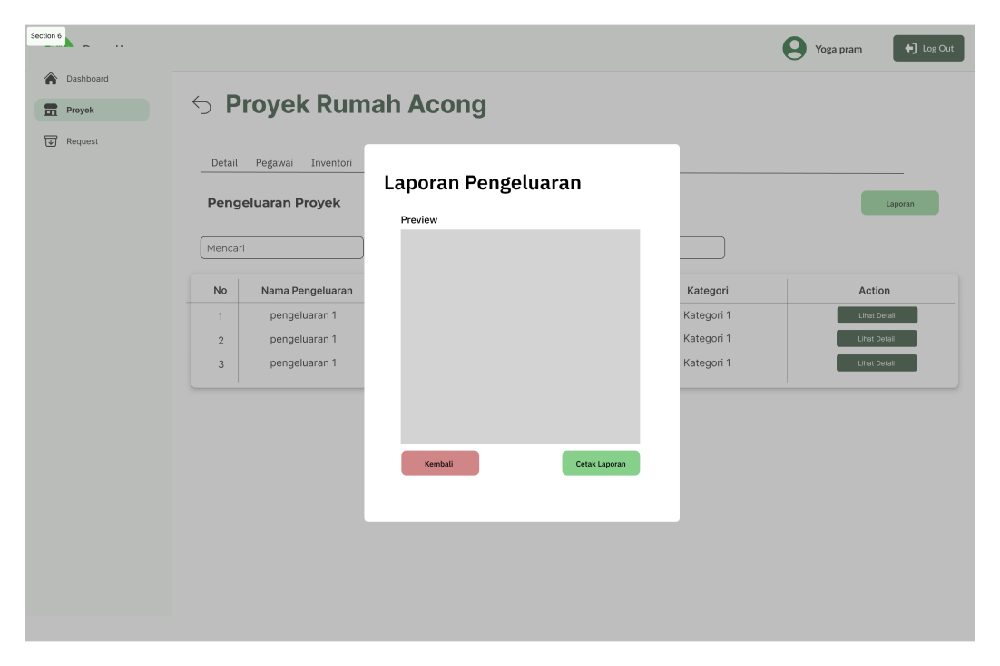 Section 6
Yoga pram
Log Out
Dashboard
Proyek
Request
Proyek Rumah Acong
Detail Pegawai Inventori
Laporan Pengeluaran
Pengeluaran Proyek
Laporan
Preview
Mencari
No Nama Pengeluaran Kategori Action
1 pengeluaran 1 Kategori 1 Lihat Detail
2 pengeluaran 1 Kategori 1 Lihat Detail
3 pengeluaran 1 Kategori 1 Lihat Detail
Kembali
Cetak Laporan